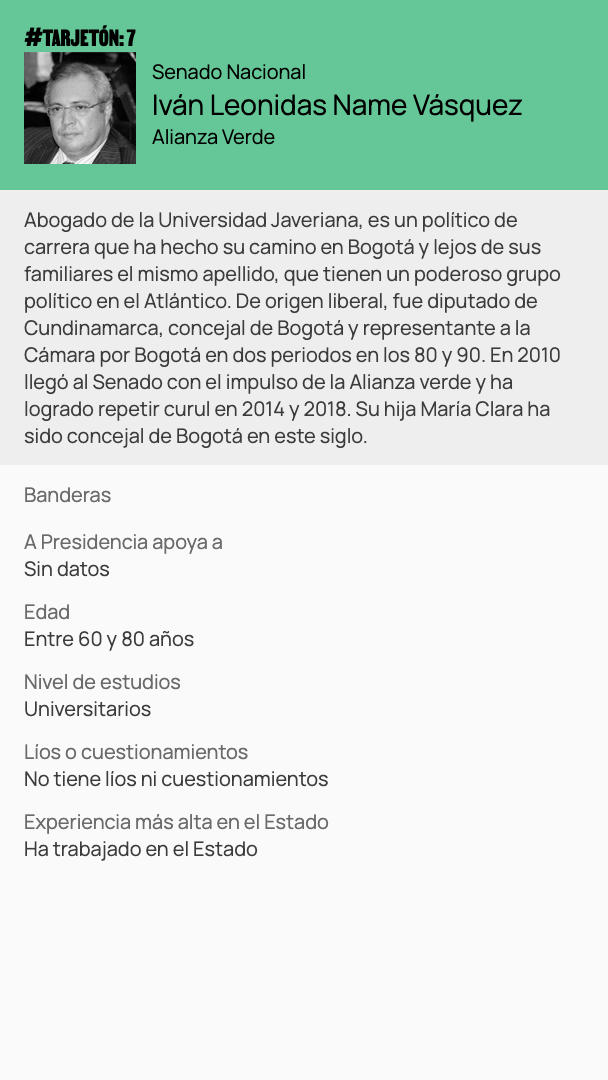 #TARJETÓN: 7
Senado Nacional
Iván Leonidas Name Vásquez
Alianza Verde
Abogado de la Universidad Javeriana, es un político de
carrera que ha hecho su camino en Bogotá y lejos de sus
familiares el mismo apellido, que tienen un poderoso grupo
político en el Atlántico. De origen liberal, fue diputado de
Cundinamarca, concejal de Bogotá y representante a la
Cámara por Bogotá en dos periodos en los 80 y 90. En 2010
llegó al Senado con el impulso de la Alianza verde y ha
logrado repetir curul en 2014 y 2018. Su hija María Clara ha
sido concejal de Bogotá en este siglo.
Banderas
A Presidencia apoya a
Sin datos
Edad
Entre 60 y 80 años
Nivel de estudios
Universitarios
Líos o cuestionamientos
No tiene líos ni cuestionamientos
Experiencia más alta en el Estado
Ha trabajado en el Estado